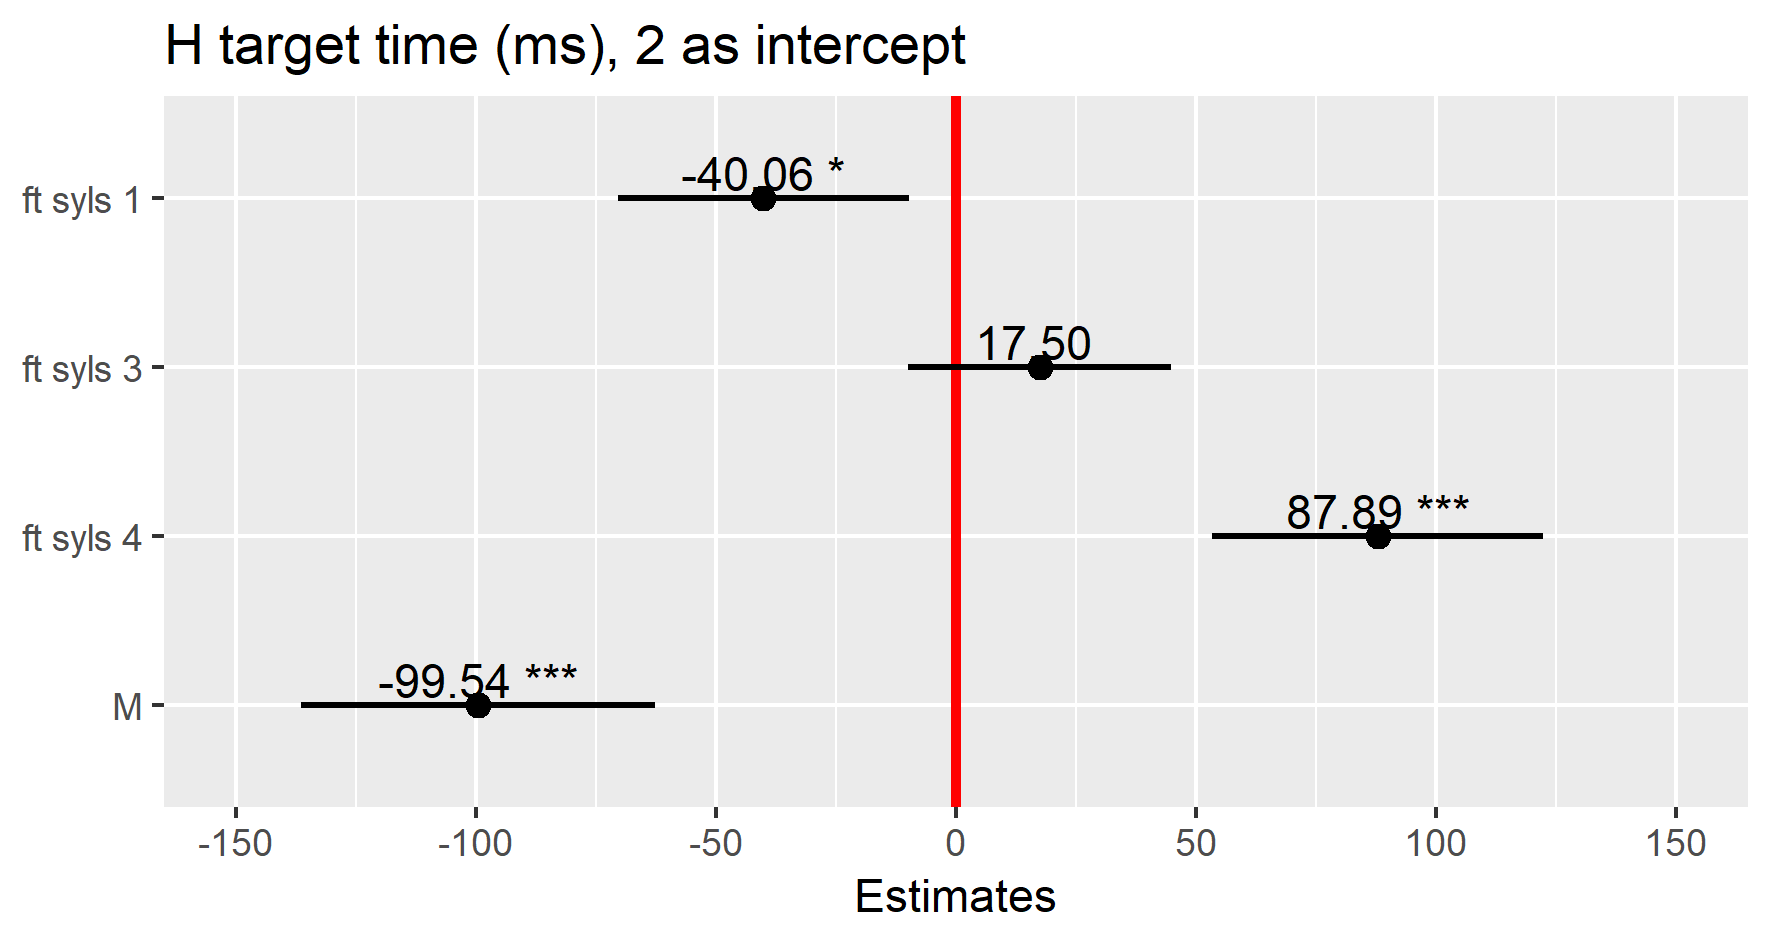 H target time (ms), 2 as intercept
ft syls 1
-40.06 *
ft syls 3
17.50
ft syls 4
87.89 ***
M
-99.54 ***
-150 -100 -50 0 50 100 150
Estimates